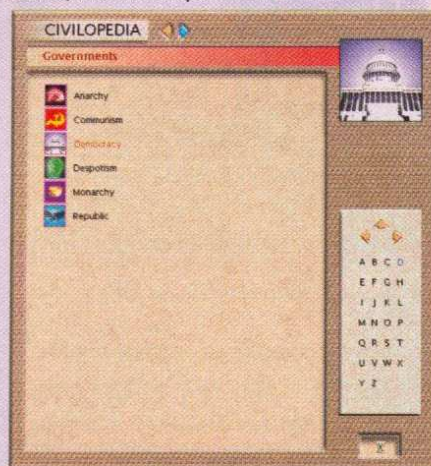 CIVILOPEDIA
Governments
Anarchy
Communism
Democracy
Despotism
Monarchy
Republic
A B C D
E F G H
I J K L
M N O P
Q R S T
U V W X
Y Z
X